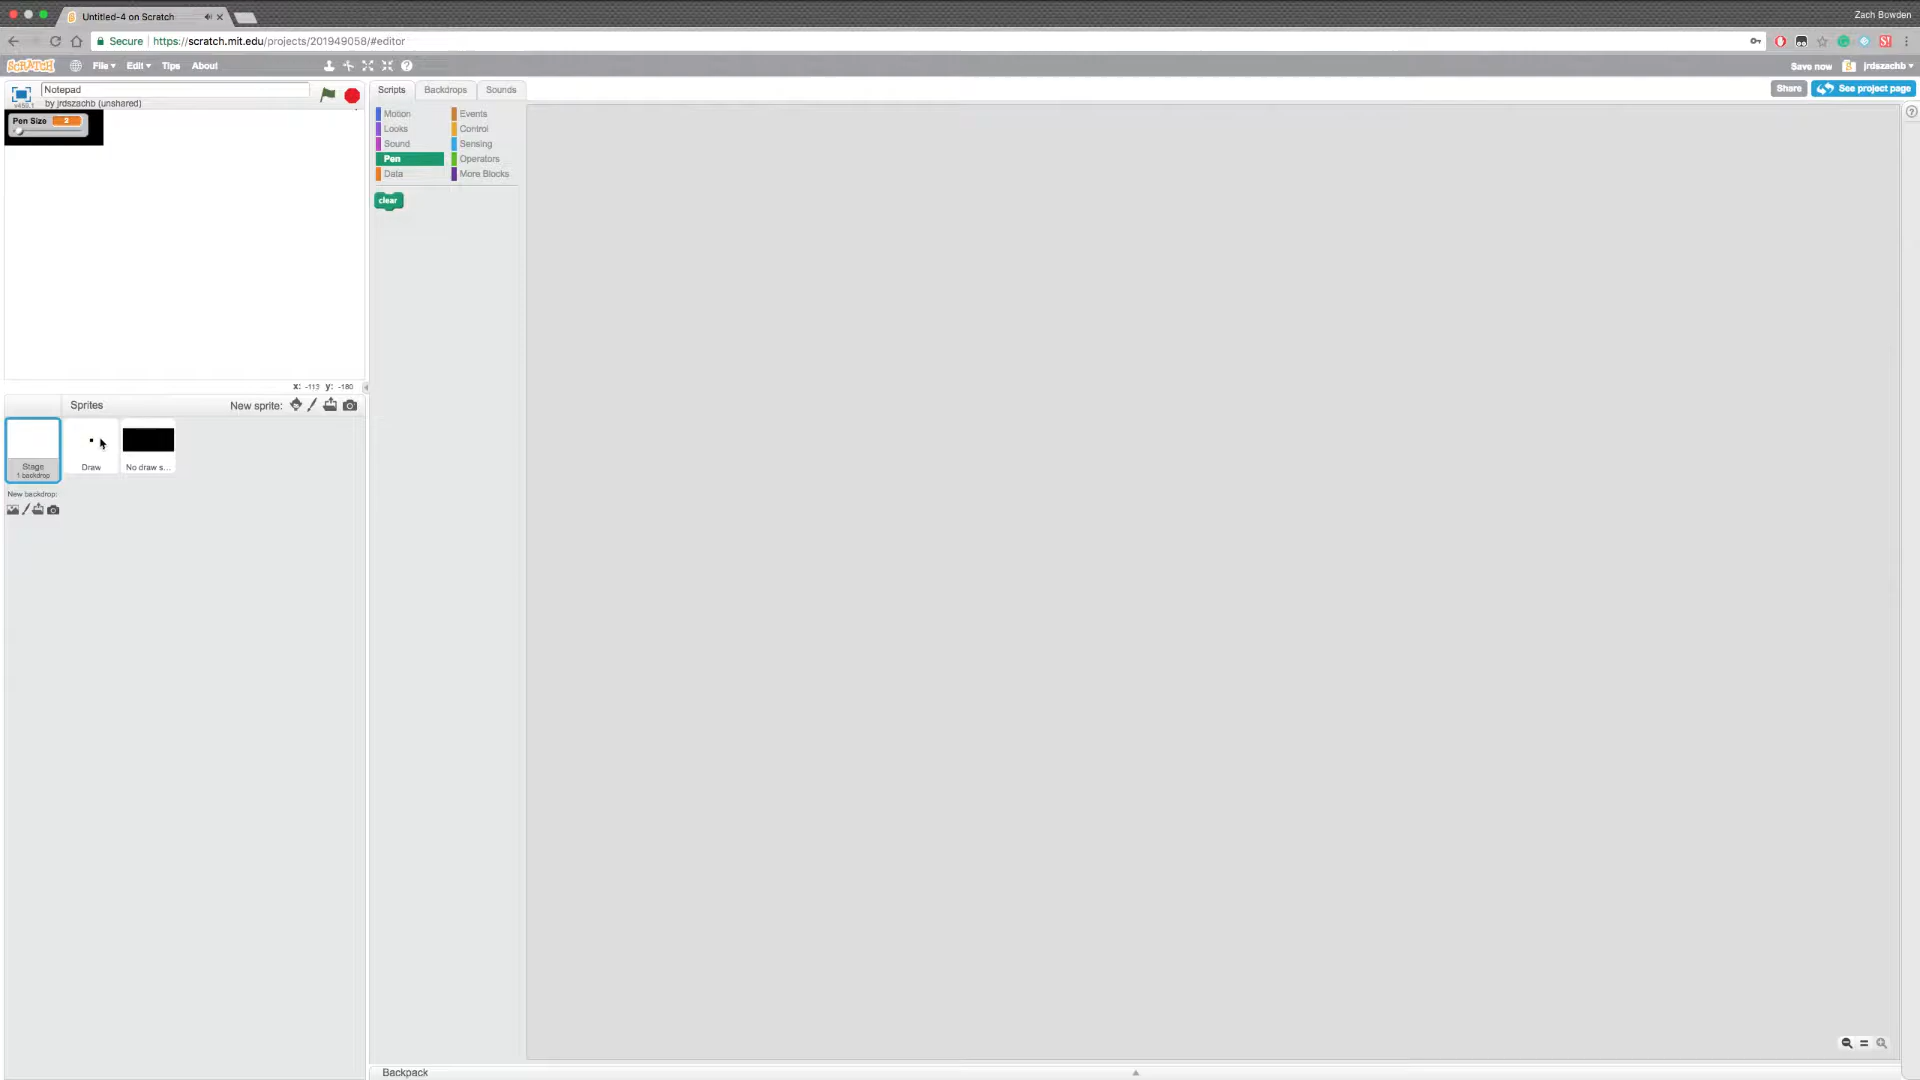 Untitled-4 on Scratch
Zach Bowden
Secure https://scratch.mit.edu/projects/201949058/#editor
SCRATCH File Edit Tips About
Save now jrdszachb
Notepad
by jrdszachb (unshared)
Scripts Backdrops Sounds
Share See project page
Pen Size 2
Motion Events
Looks Control
Sound Sensing
Pen Operators
Data More Blocks
clear
x: -113 y: -180
Sprites New sprite:
Stage
1 backdrop
Draw
No draw s...
New backdrop:
Backpack